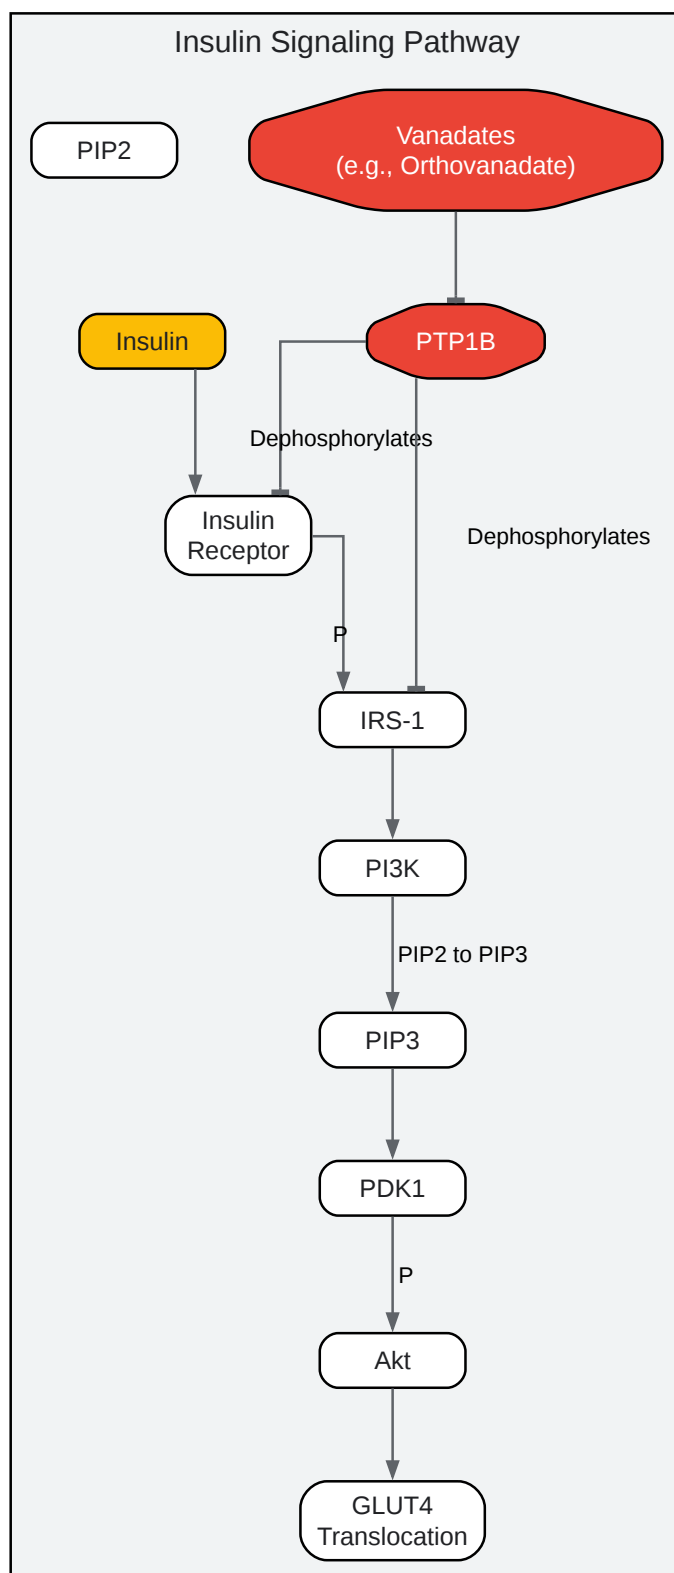 Insulin Signaling Pathway
PIP2
Vanadates
(e.g., Orthovanadate)
Insulin
PTP1B
Dephosphorylates
Insulin
Receptor
Dephosphorylates
P
IRS-1
PI3K
PIP2 to PIP3
PIP3
PDK1
P
Akt
GLUT4
Translocation